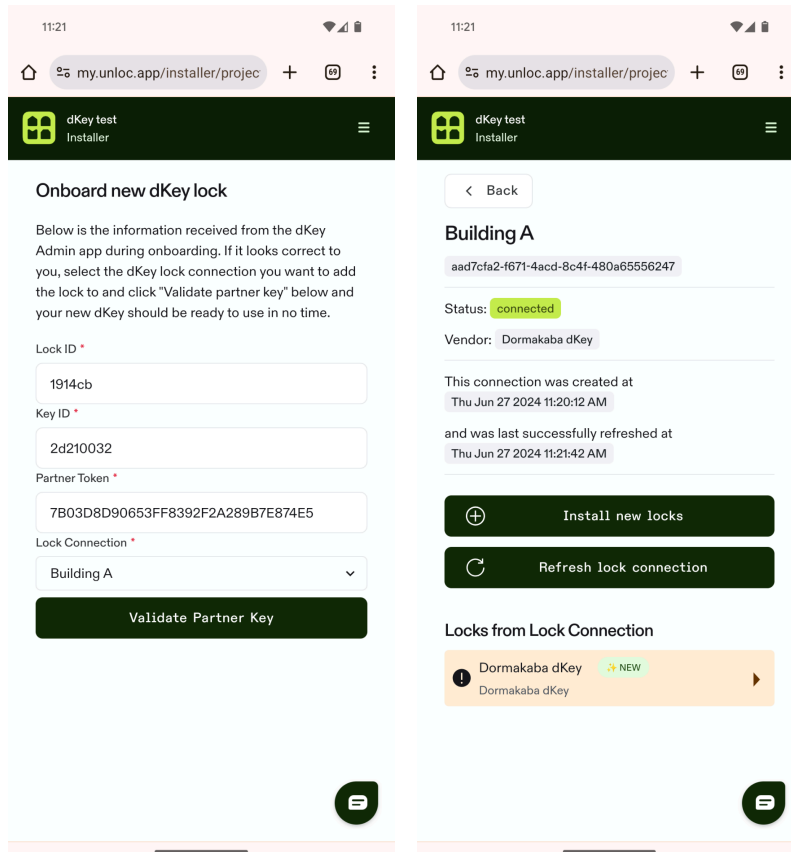 11:21
my.unloc.app/installer/projec
69
dKey test
Installer
Onboard new dKey lock
Below is the information received from the dKey
Admin app during onboarding. If it looks correct to
you, select the dKey lock connection you want to add
the lock to and click "Validate partner key" below and
your new dKey should be ready to use in no time.
Lock ID *
1914cb
Key ID *
2d210032
Partner Token *
7B03D8D90653FF8392F2A289B7E874E5
Lock Connection *
Building A
Validate Partner Key
11:21
my.unloc.app/installer/projec
69
dKey test
Installer
Back
Building A
aad7cfa2-f671-4acd-8c4f-480a65556247
Status: connected
Vendor: Dormakaba dKey
This connection was created at
Thu Jun 27 2024 11:20:12 AM
and was last successfully refreshed at
Thu Jun 27 2024 11:21:42 AM
Install new locks
Refresh lock connection
Locks from Lock Connection
Dormakaba dKey ✨ NEW
Dormakaba dKey